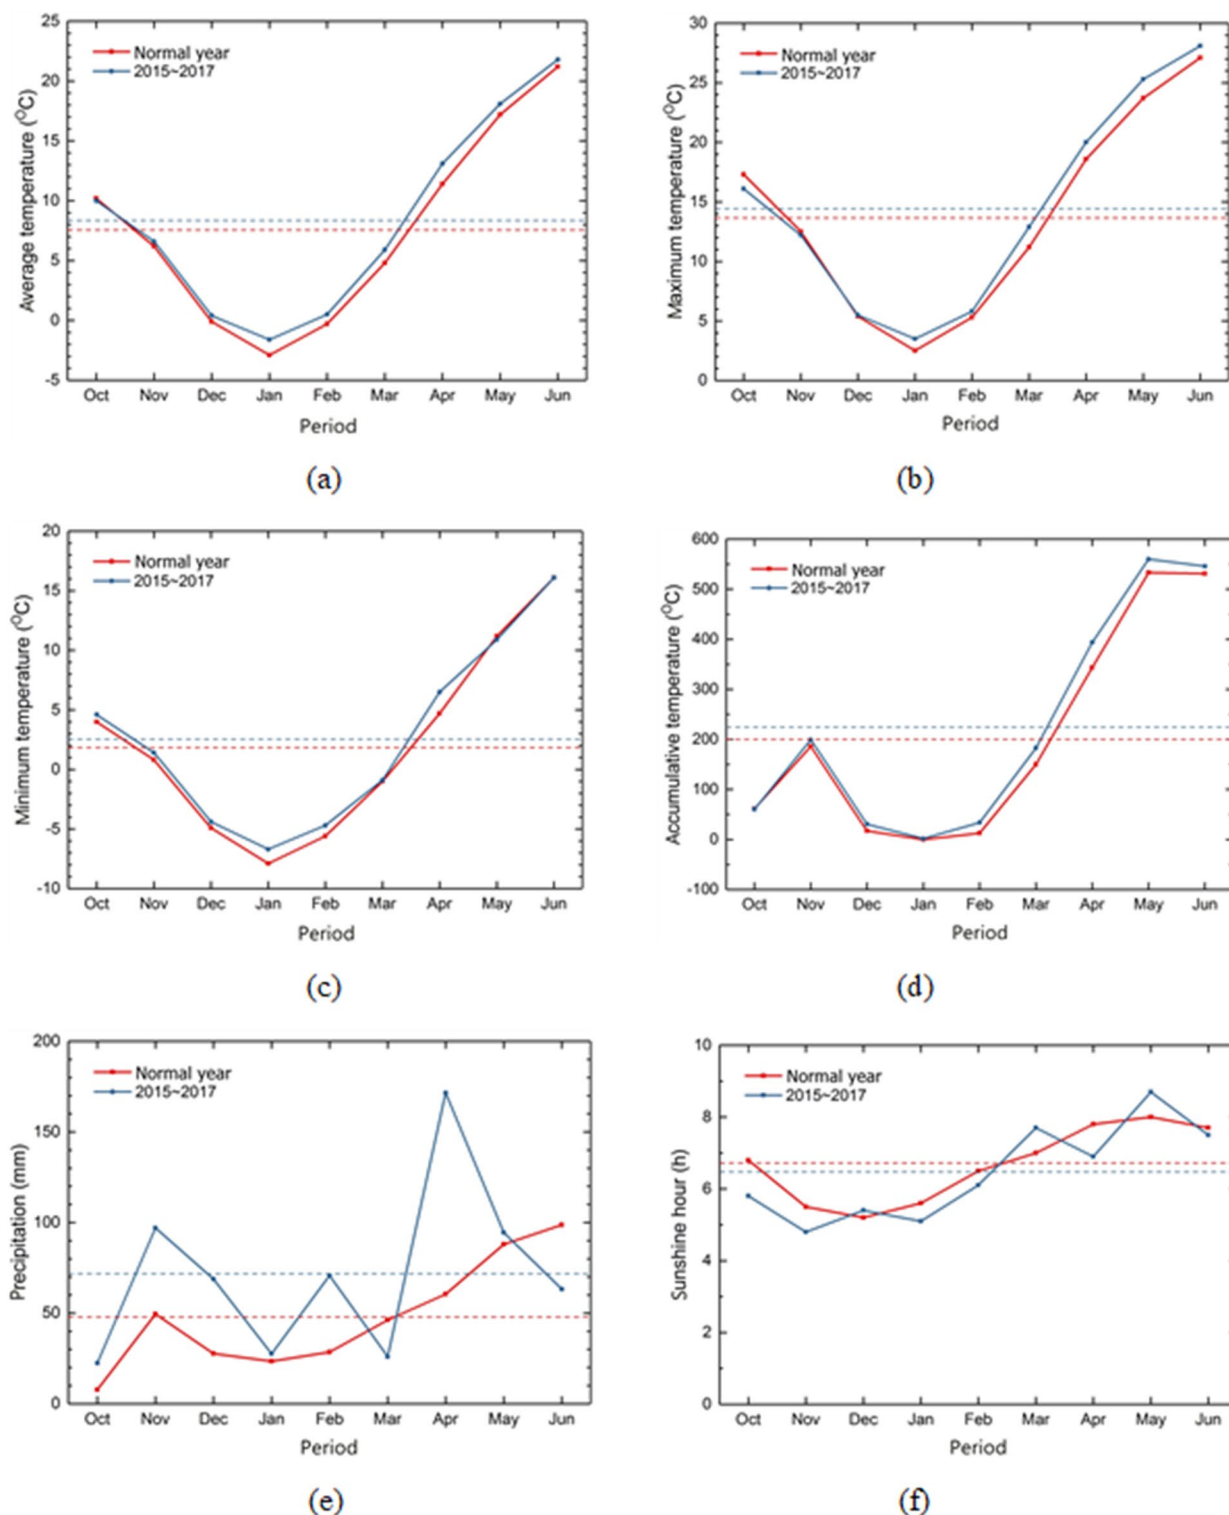 25
20
15
10
5
0
-5
Average temperature (°C)
Normal year
2015~2017
Oct Nov Dec Jan Feb Mar Apr May Jun
Period
(a)
30
25
20
15
10
5
0
Maximum temperature (°C)
Normal year
2015~2017
Oct Nov Dec Jan Feb Mar Apr May Jun
Period
(b)
20
15
10
5
0
-5
-10
Minimum temperature (°C)
Normal year
2015~2017
Oct Nov Dec Jan Feb Mar Apr May Jun
Period
(c)
600
500
400
300
200
100
0
-100
Accumulative temperature (°C)
Normal year
2015~2017
Oct Nov Dec Jan Feb Mar Apr May Jun
Period
(d)
200
150
100
50
0
Precipitation (mm)
Normal year
2015~2017
Oct Nov Dec Jan Feb Mar Apr May Jun
Period
(e)
10
8
6
4
2
0
Sunshine hour (h)
Normal year
2015~2017
Oct Nov Dec Jan Feb Mar Apr May Jun
Period
(f)